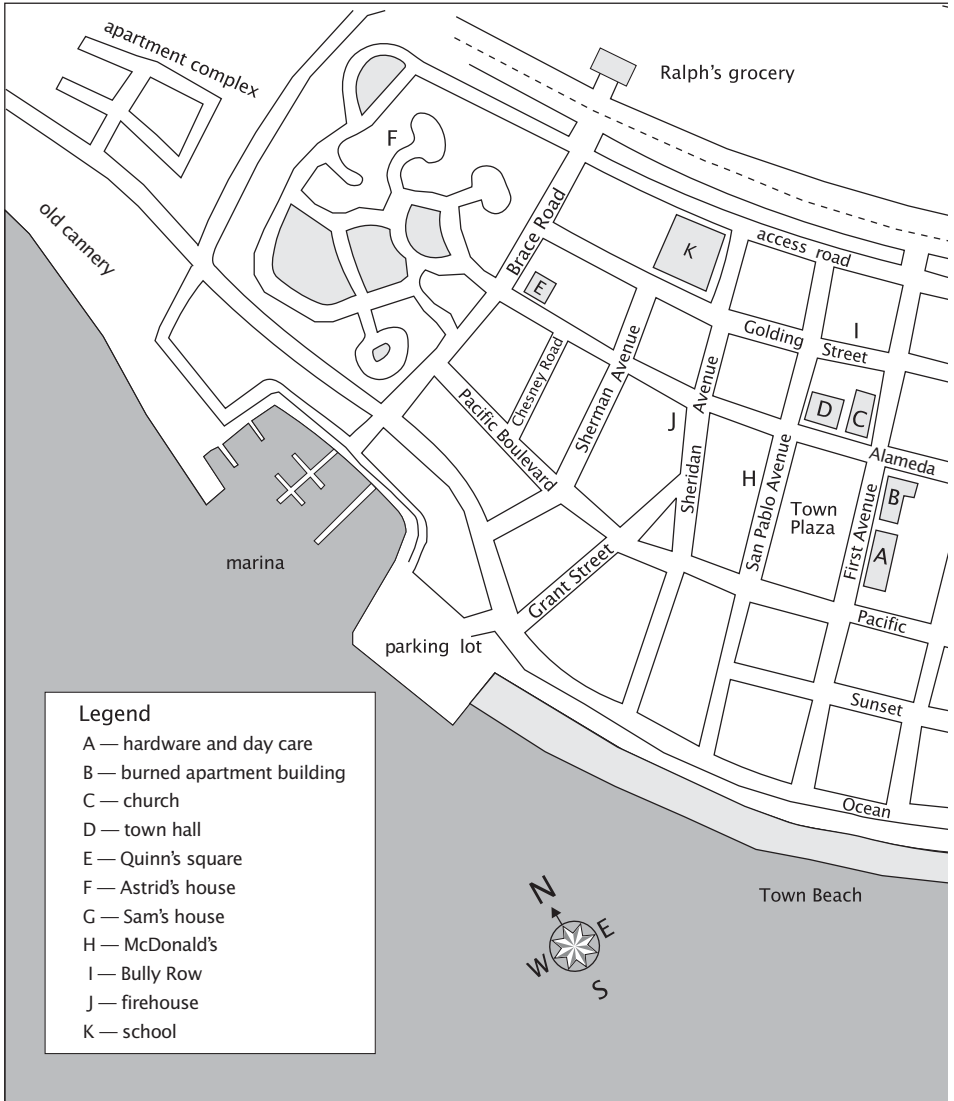 apartment complex
Ralph's grocery
F
old cannery
Brace Road
K
access road
E
I
Golding Street
Chesney Road
Sherman Avenue
Sheridan Avenue
Pacific Boulevard
J
D
C
Alameda
H
San Pablo Avenue
Town
Plaza
First Avenue
B
A
marina
Grant Street
Pacific
parking lot
Sunset
Ocean
Town Beach
N
E
W
S
Legend
A — hardware and day care
B — burned apartment building
C — church
D — town hall
E — Quinn's square
F — Astrid's house
G — Sam's house
H — McDonald's
I — Bully Row
J — firehouse
K — school